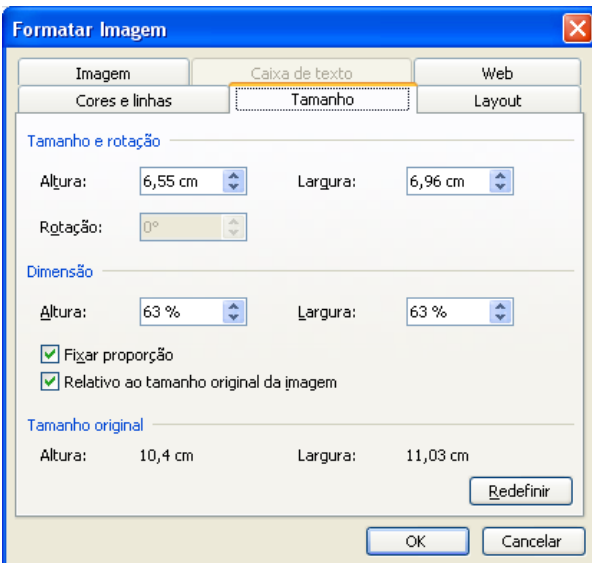 Formatar Imagem
Imagem Caixa de texto Web
Cores e linhas Tamanho Layout
Tamanho e rotação
Altura: 6,55 cm Largura: 6,96 cm
Rotação: 0°
Dimensão
Altura: 63 % Largura: 63 %
Fixar proporção
Relativo ao tamanho original da imagem
Tamanho original
Altura: 10,4 cm Largura: 11,03 cm
Redefinir
OK Cancelar